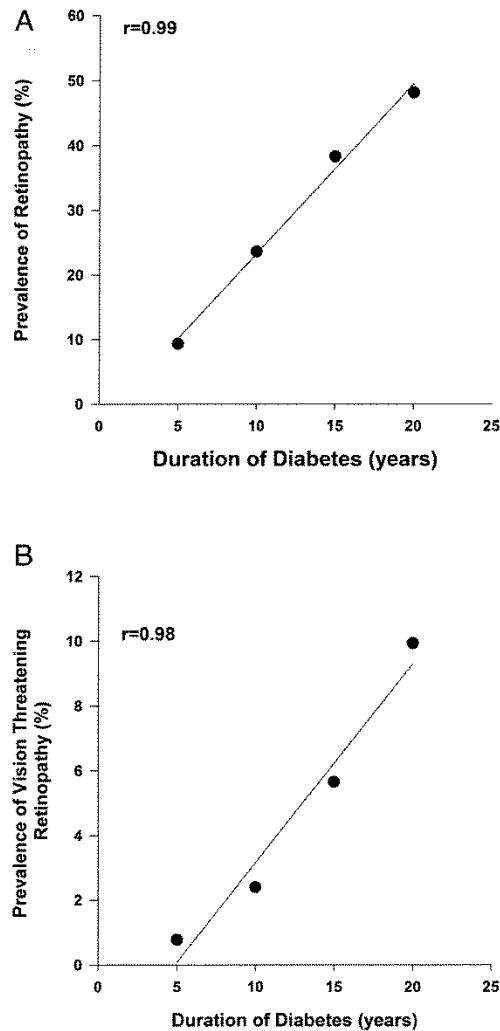 A
r=0.99
Prevalence of Retinopathy (%)
60
50
40
30
20
10
0
0 5 10 15 20 25
Duration of Diabetes (years)
B
r=0.98
Prevalence of Vision Threatening
Retinopathy (%)
12
10
8
6
4
2
0
0 5 10 15 20 25
Duration of Diabetes (years)